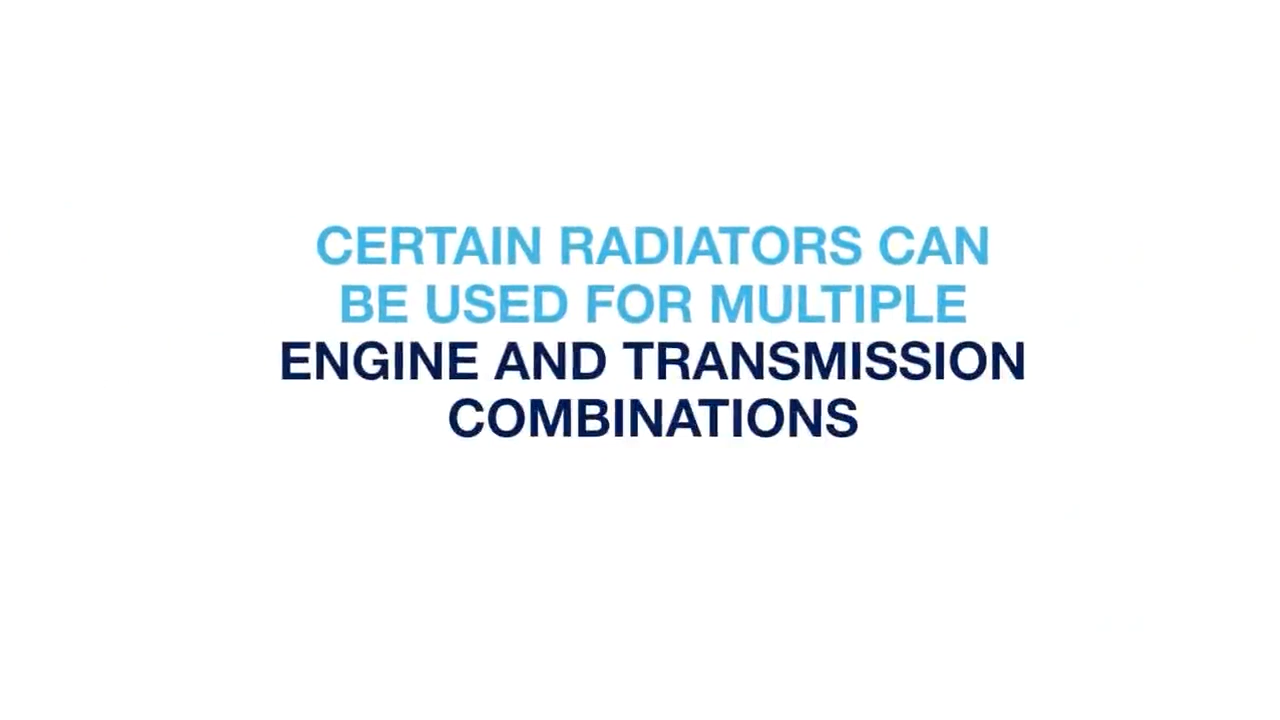 CERTAIN RADIATORS CAN
BE USED FOR MULTIPLE
ENGINE AND TRANSMISSION
COMBINATIONS